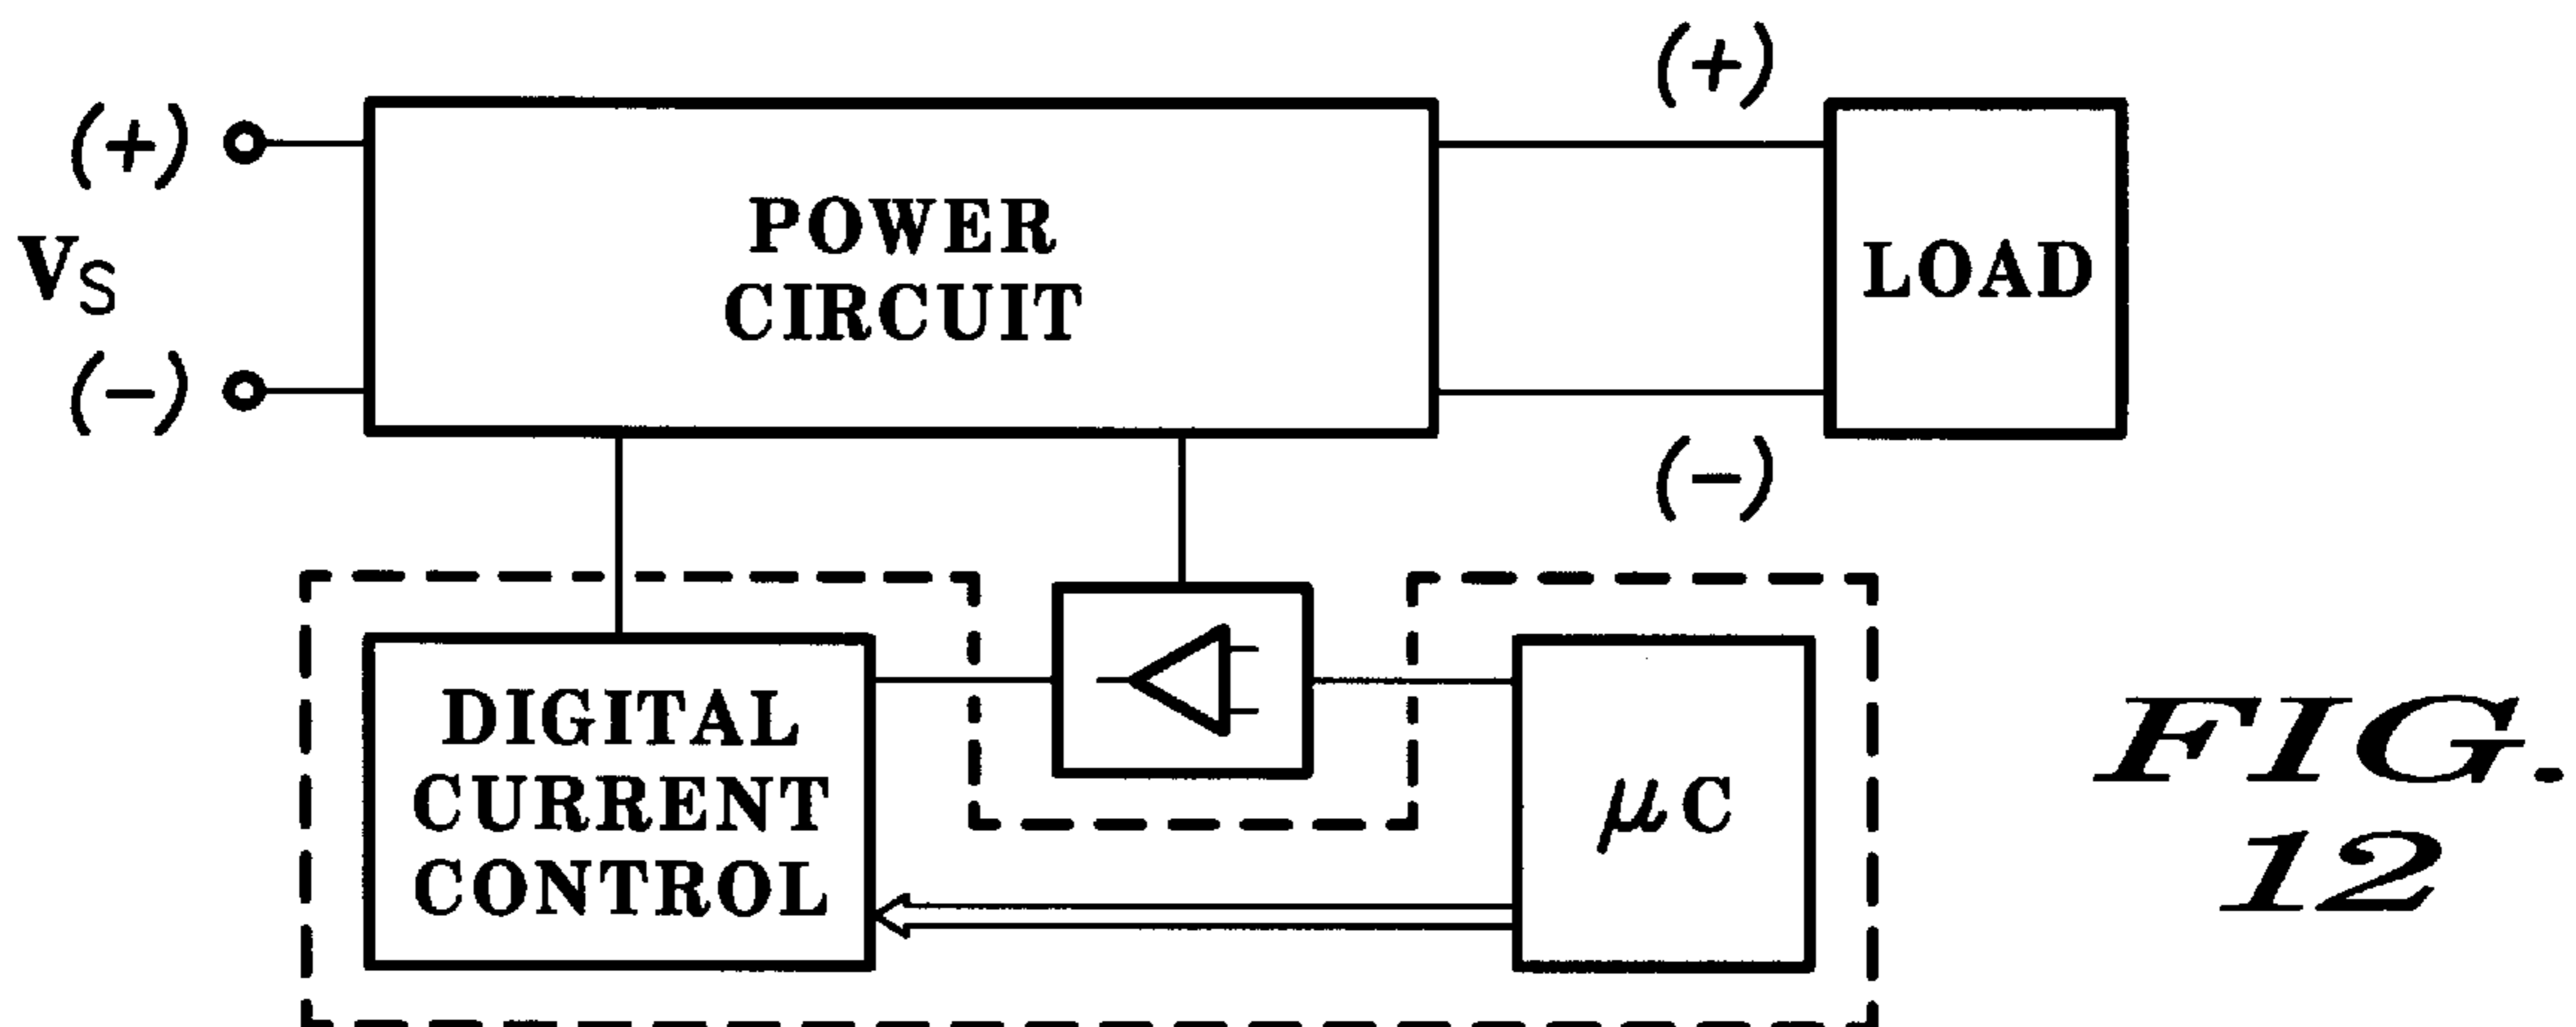 (+)
(+)
POWER
CIRCUIT
VS
LOAD
(-)
(-)
DIGITAL
CURRENT
CONTROL
μC
FIG.
12